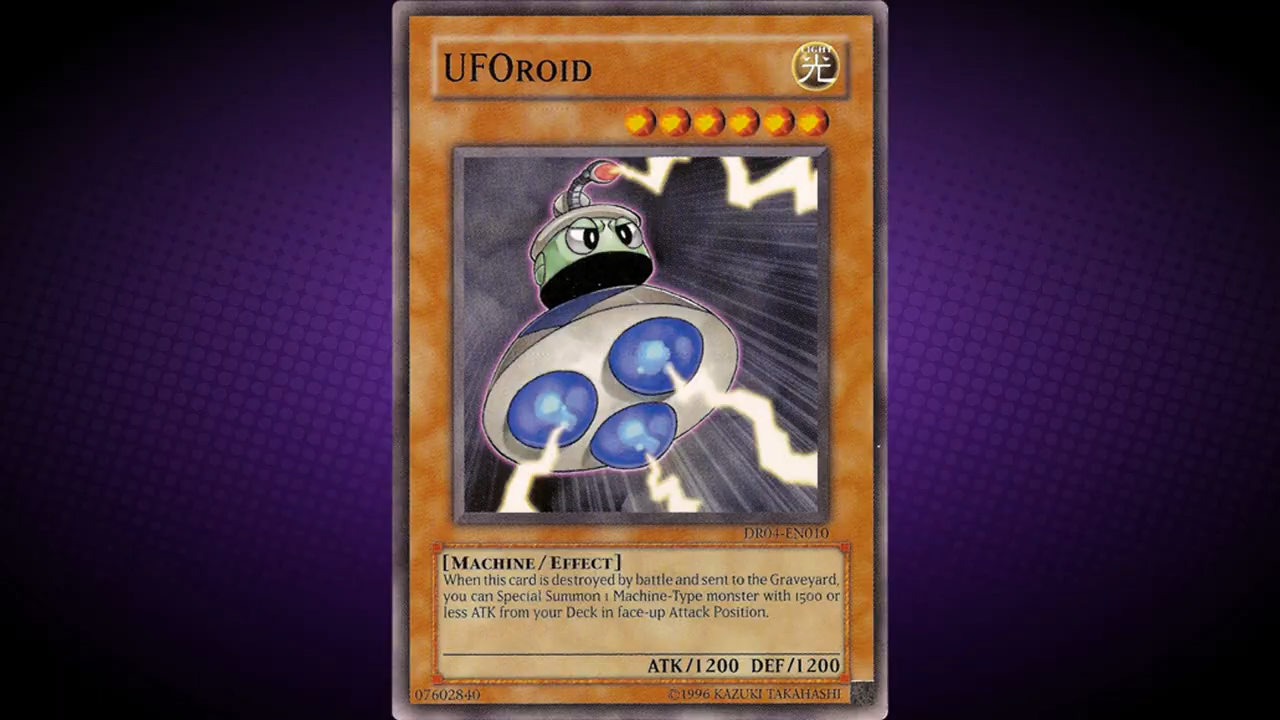 UFOROID
LIGHT
光
DR04-EN010
[MACHINE/EFFECT]
When this card is destroyed by battle and sent to the Graveyard,
you can Special Summon 1 Machine-Type monster with 1500 or
less ATK from your Deck in face-up Attack Position.
ATK/1200 DEF/1200
07602840
©1996 KAZUKI TAKAHASHI